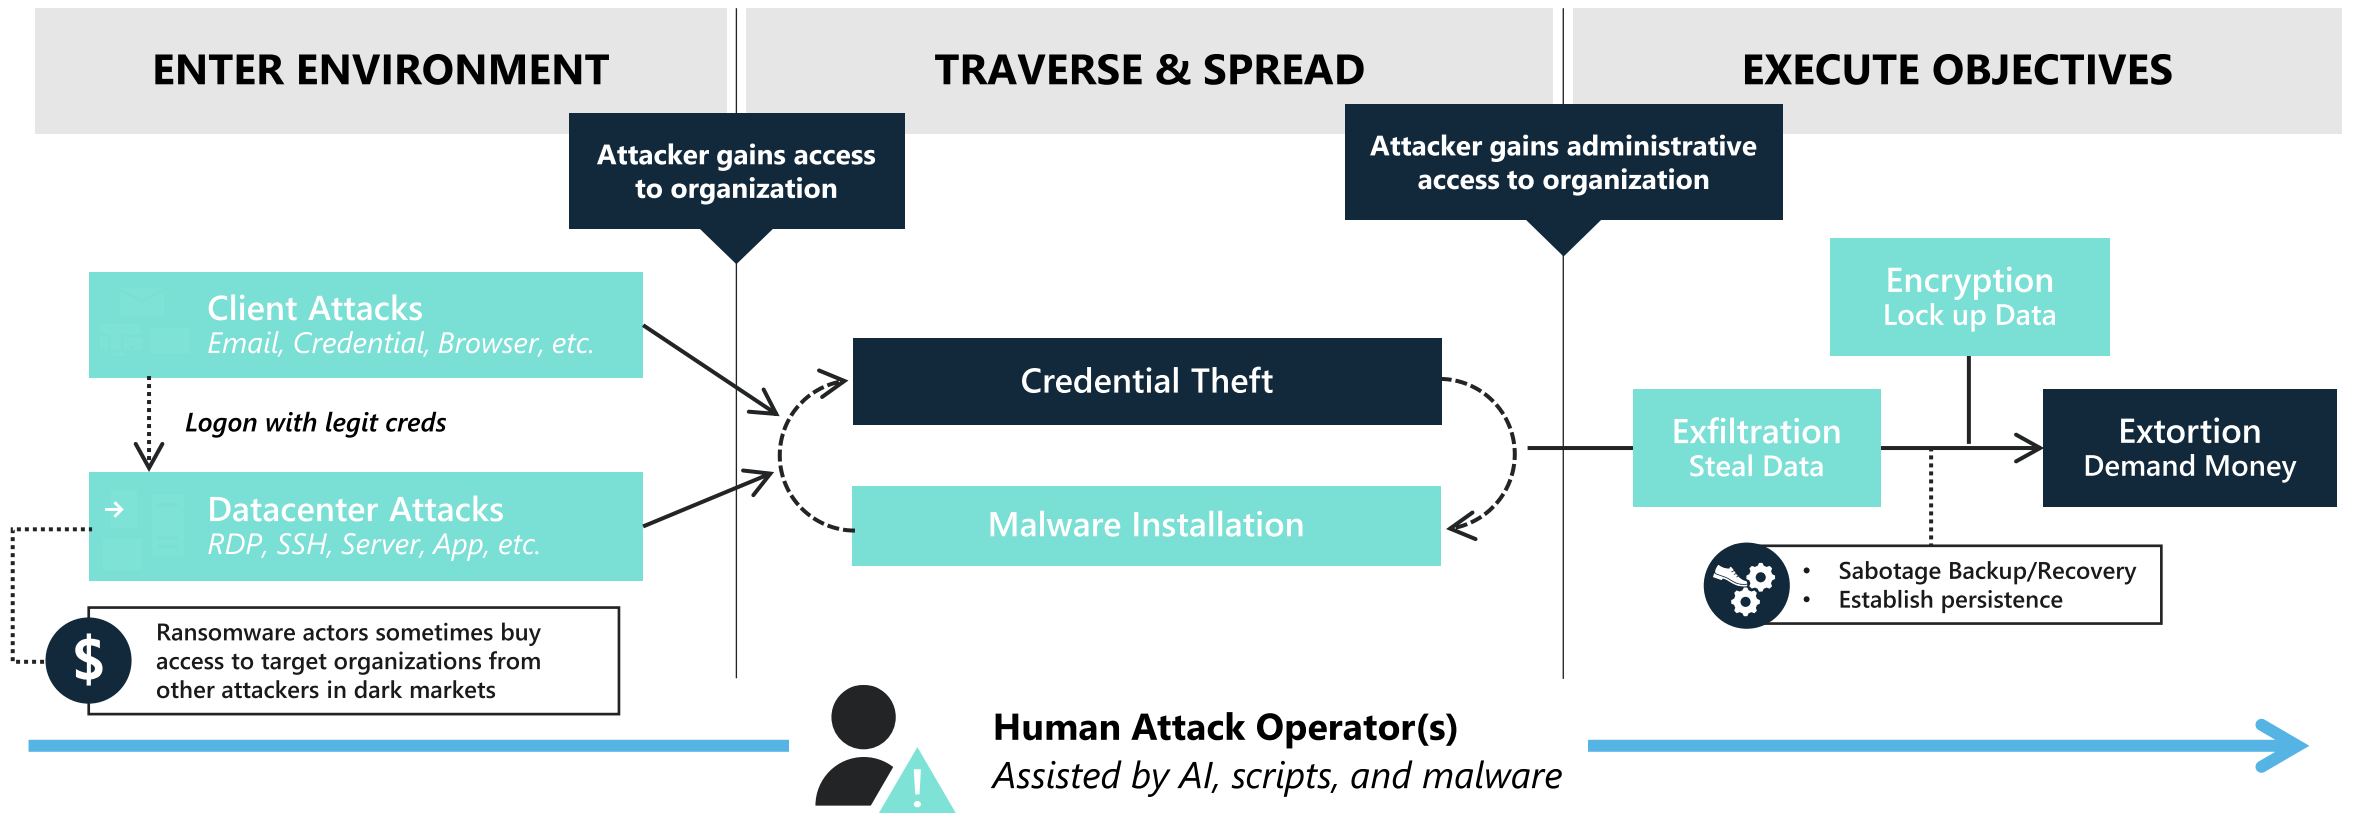 ENTER ENVIRONMENT
TRAVERSE & SPREAD
EXECUTE OBJECTIVES
Attacker gains access
to organization
Attacker gains administrative
access to organization
Client Attacks
Email, Credential, Browser, etc.
Logon with legit creds
Datacenter Attacks
RDP, SSH, Server, App, etc.
$
Ransomware actors sometimes buy
access to target organizations from
other attackers in dark markets
Credential Theft
Malware Installation
Encryption
Lock up Data
Exfiltration
Steal Data
Extortion
Demand Money
• Sabotage Backup/Recovery
• Establish persistence
!
Human Attack Operator(s)
Assisted by AI, scripts, and malware